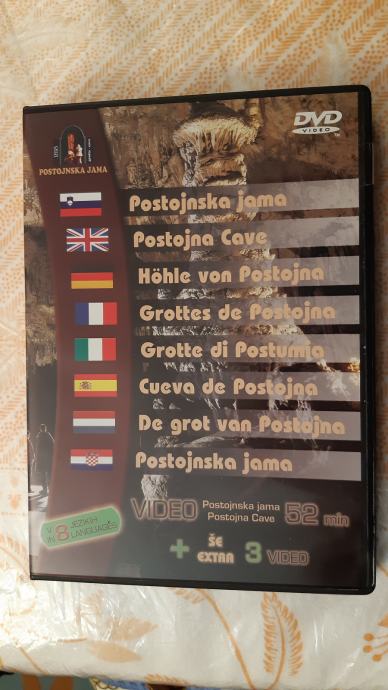 DVD
VIDEO
POSTOJNSKA JAMA
Postojnska jama
Postojna Cave
Höhle von Postojna
Grottes de Postojna
Grotte di Postumia
Cueva de Postojna
De grot van Postojna
Postojnska jama
V 8 JEZIKIH
IN 8 LANGUAGES
VIDEO Postojnska jama 52 min
Postojna Cave
+ ŠE 3 VIDEO
EXTRA